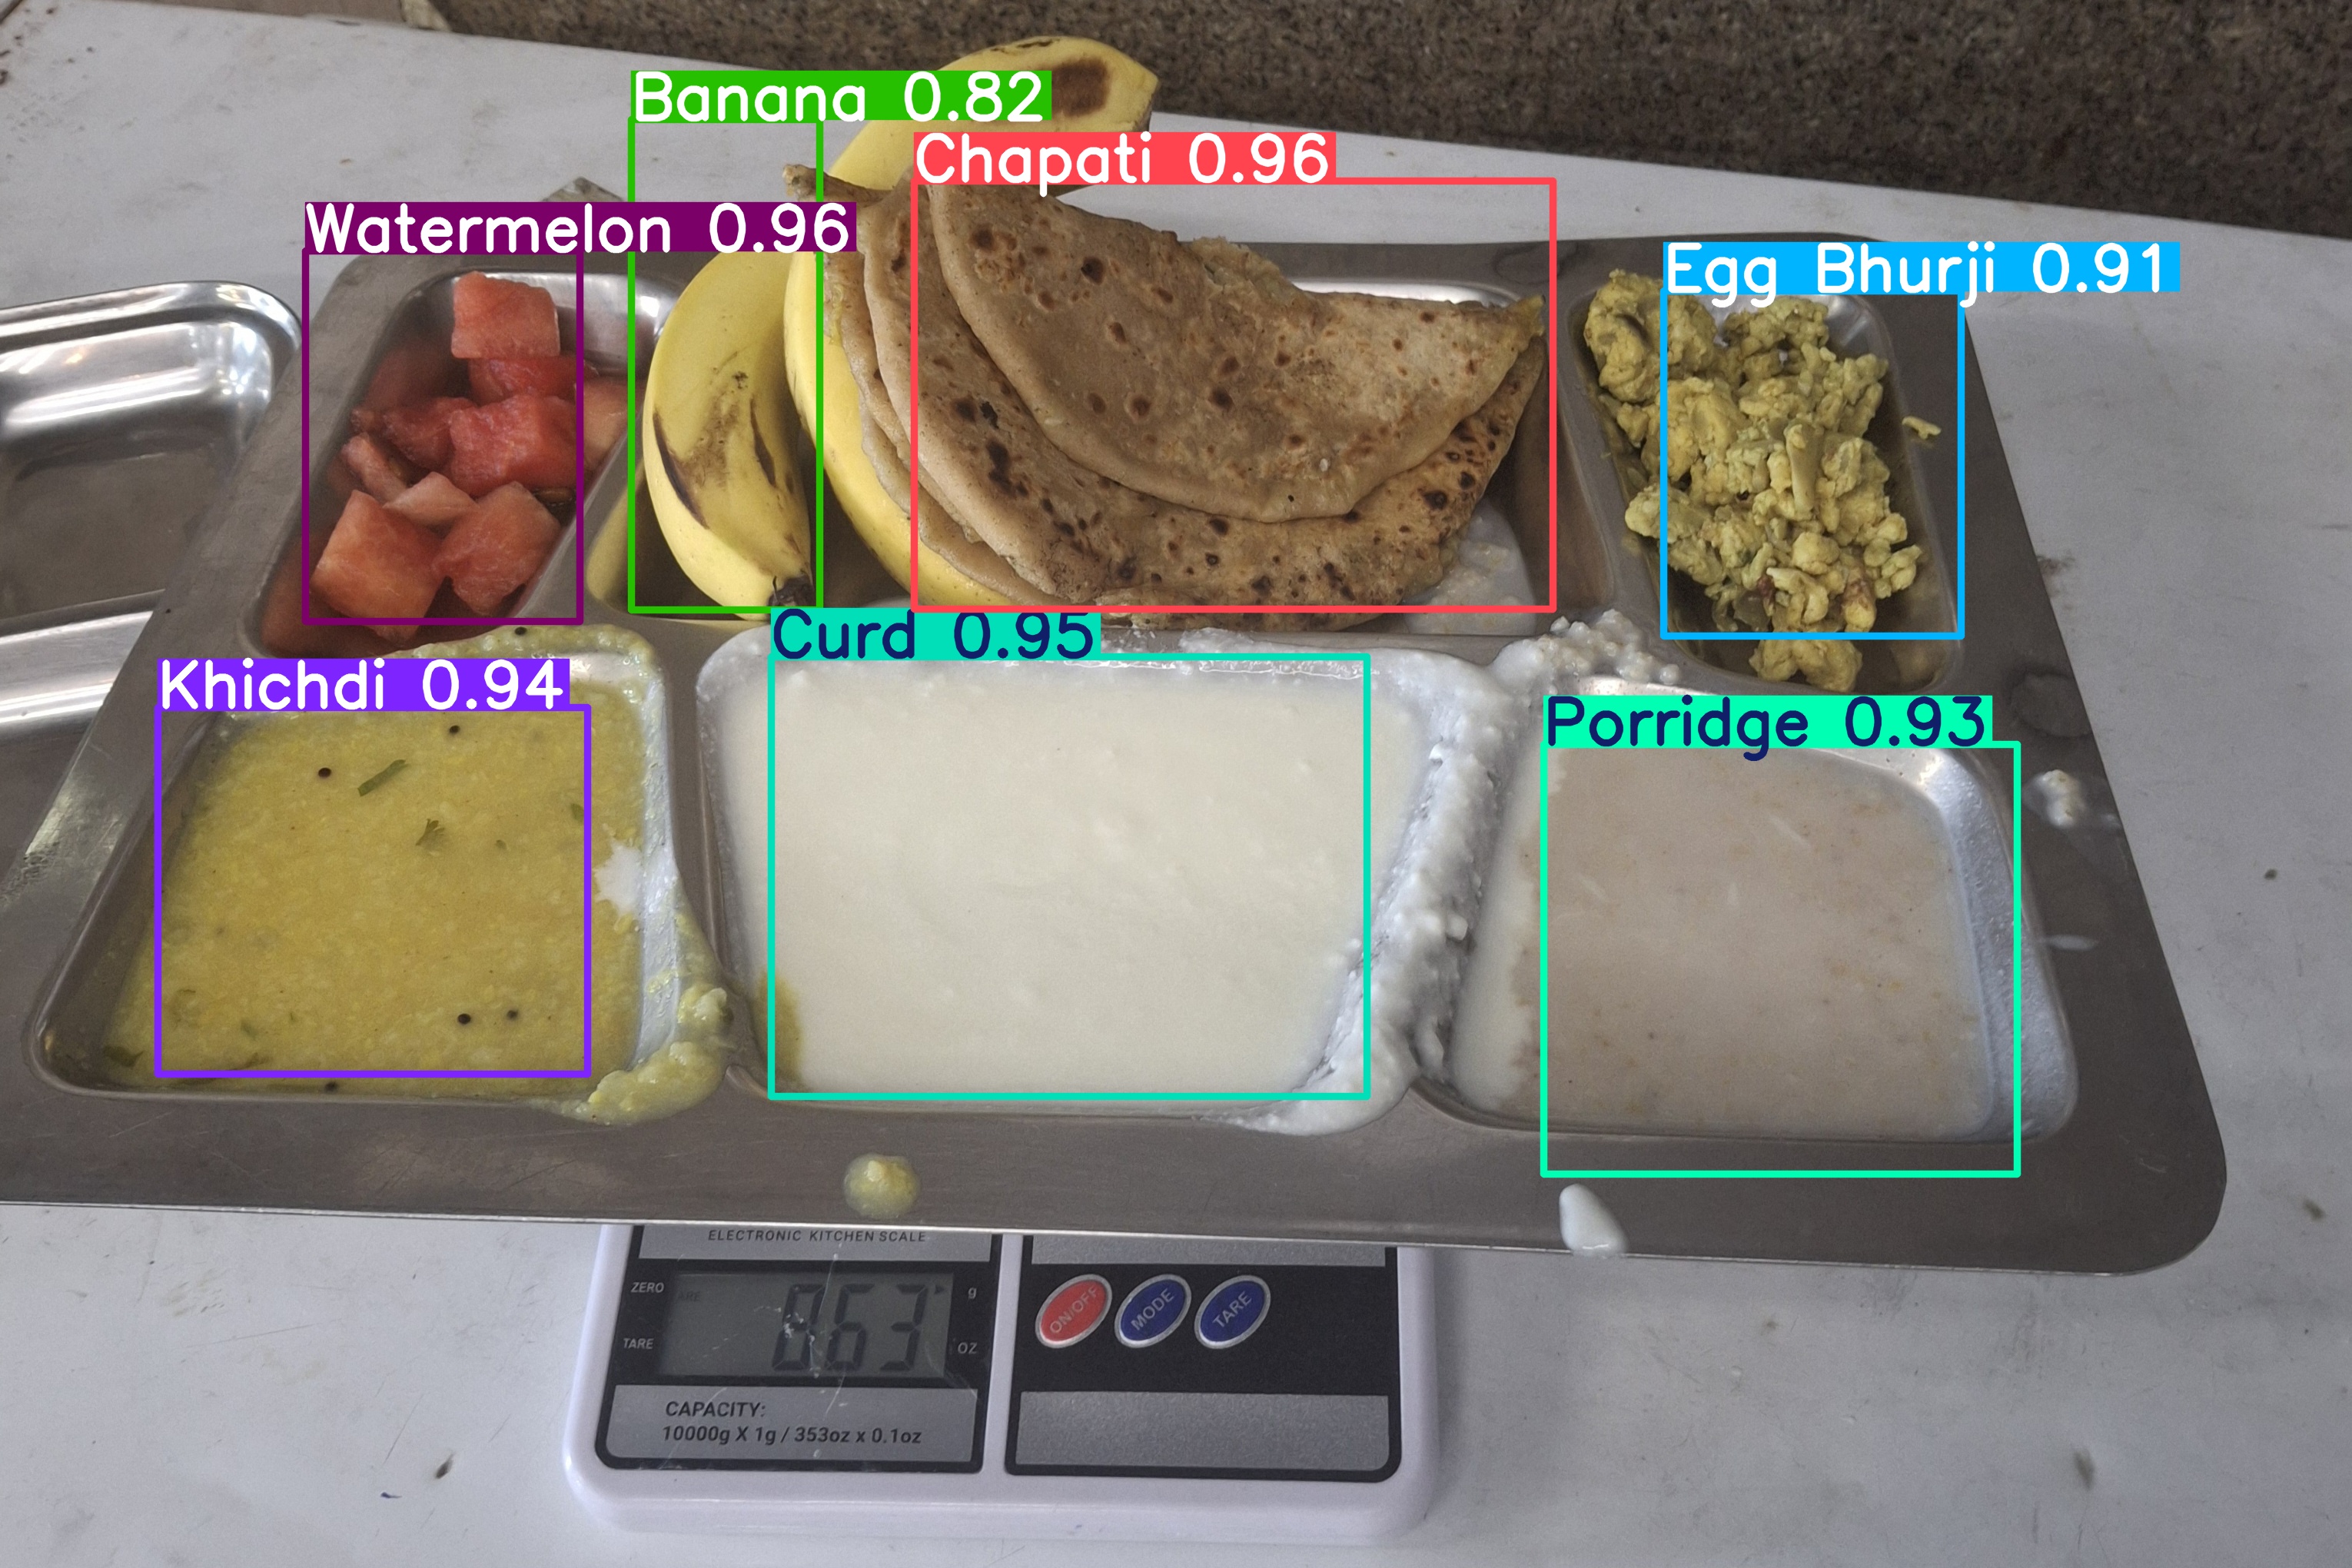 Banana 0.82
Chapati 0.96
Watermelon 0.96
Egg Bhurji 0.91
Curd 0.95
Khichdi 0.94
Porridge 0.93
ELECTRONIC KITCHEN SCALE
ZERO
g
TARE
OZ
ON/OFF
MODE
TARE
CAPACITY:
10000g X 1g / 353oz x 0.1oz